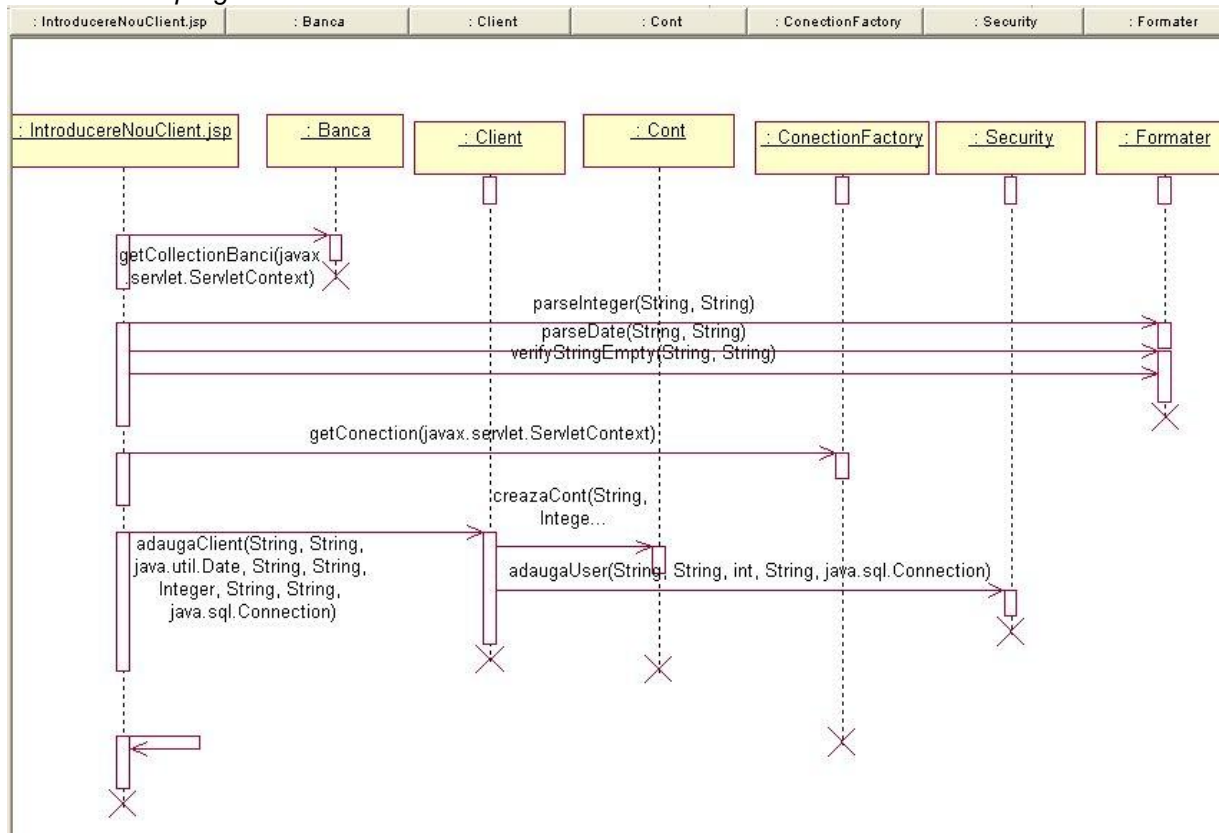 : IntroducereNouClient.jsp
: Banca
: Client
: Cont
: ConectionFactory
: Security
: Formater
: IntroducereNouClient.jsp
: Banca
: Client
: Cont
: ConectionFactory
: Security
: Formater
getCollectionBanci(javax
.servlet.ServletContext)
parseInteger(String, String)
parseDate(String, String)
verifyStringEmpty(String, String)
getConection(javax.servlet.ServletContext)
creazaCont(String,
Intege...
adaugaClient(String, String,
java.util.Date, String, String,
Integer, String, String,
java.sql.Connection)
adaugaUser(String, String, int, String, java.sql.Connection)